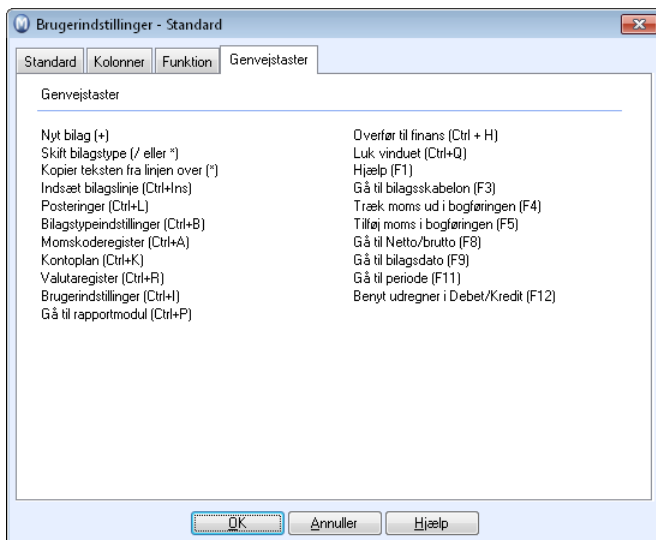 Brugerindstillinger - Standard
Standard
Kolonner
Funktion
Genvejstaster
Genvejstaster
Nyt bilag (+)
Skift bilagstype (/ eller *)
Kopier teksten fra linjen over (*)
Indsæt bilagslinje (Ctrl+Ins)
Posteringer (Ctrl+L)
Bilagstypeindstillinger (Ctrl+B)
Momskoderegister (Ctrl+A)
Kontoplan (Ctrl+K)
Valutaregister (Ctrl+R)
Brugerindstillinger (Ctrl+I)
Gå til rapportmodul (Ctrl+P)
Overfør til finans (Ctrl + H)
Luk vinduet (Ctrl+Q)
Hjælp (F1)
Gå til bilagsskabelon (F3)
Træk moms ud i bogføringen (F4)
Tilføj moms i bogføringen (F5)
Gå til Netto/brutto (F8)
Gå til bilagsdato (F9)
Gå til periode (F11)
Benyt udregner i Debet/Kredit (F12)
OK
Annuller
Hjælp